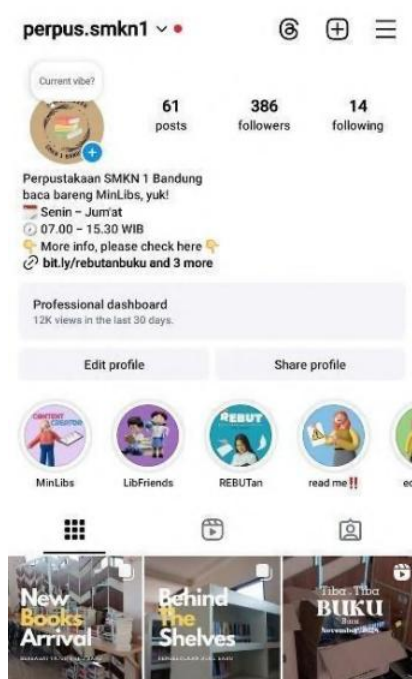 perpus.smkn1
Current vibe?
61 386 14
posts followers following
Perpustakaan SMKN 1 Bandung
baca bareng MinLibs, yuk!
Senin – Jum'at
07.00 – 15.30 WIB
More info, please check here
bit.ly/rebutanbuku and 3 more
Professional dashboard
12K views in the last 30 days.
Edit profile Share profile
CONTENT
CREATOR
REBUT
MinLibs LibFriends REBUTan read me‼
New
Books
Arrival
Behind
The
Shelves
Tiba - Tiba
BUKU
Baru